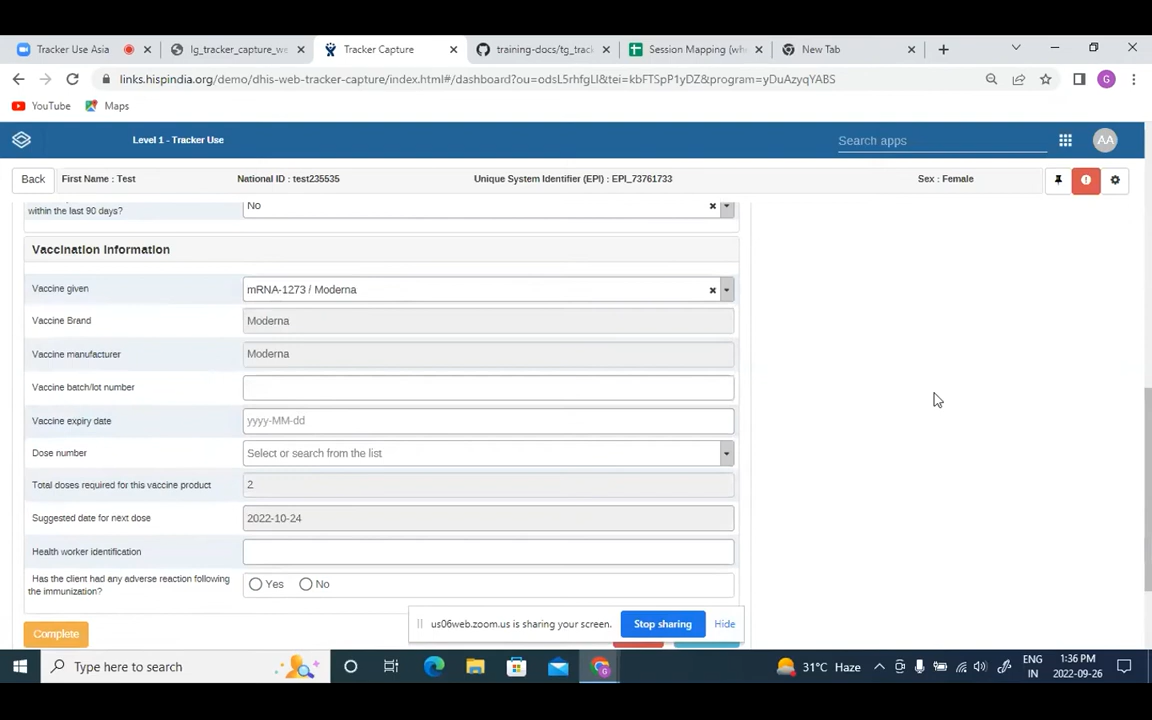 Tracker Use Asia
lg_tracker_capture_we
Tracker Capture
training-docs/tg_track
Session Mapping (whe
New Tab
links.hispindia.org/demo/dhis-web-tracker-capture/index.html#/dashboard?ou=odsL5rhfgLl&tei=kbFTSpP1yDZ&program=yDuAzyqYABS
G
YouTube
Maps
Level 1 - Tracker Use
Search apps
AA
Back
First Name : Test
National ID : test235535
Unique System Identifier (EPI) : EPI_73761733
Sex : Female
within the last 90 days?
No
Vaccination Information
Vaccine given
mRNA-1273 / Moderna
Vaccine Brand
Moderna
Vaccine manufacturer
Moderna
Vaccine batch/lot number
Vaccine expiry date
yyyy-MM-dd
Dose number
Select or search from the list
Total doses required for this vaccine product
2
Suggested date for next dose
2022-10-24
Health worker identification
Has the client had any adverse reaction following
the immunization?
Yes
No
Complete
us06web.zoom.us is sharing your screen.
Stop sharing
Hide
Type here to search
31°C Haze
ENG
IN
1:36 PM
2022-09-26